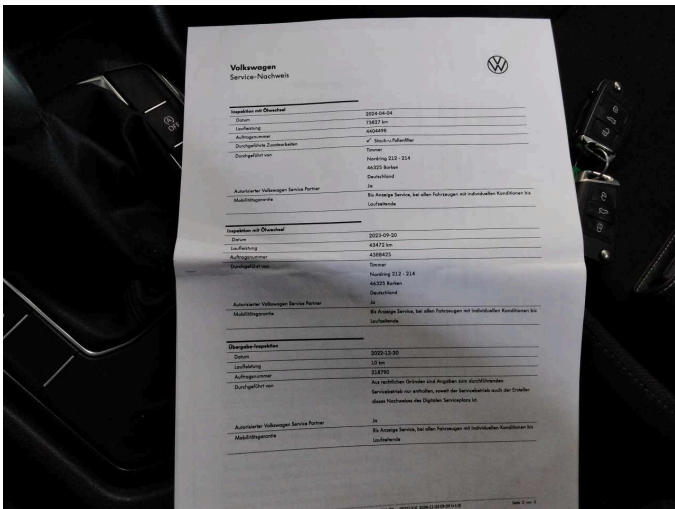 Volkswagen
Service-Nachweis
Inspektion mit Ölwechsel
Datum 2024-04-04
Laufleistung 73827 km
Auftragsnummer 4404498
Durchgeführte Zusatzarbeiten ✓ Staub-u.Pollenfilter
Durchgeführt von Timmer
Nordring 212 - 214
46325 Borken
Deutschland
Autorisierter Volkswagen Service Partner Ja
Mobilitätsgarantie Bis Anzeige Service, bei allen Fahrzeugen mit individuellen Konditionen bis
Laufzeitende
Inspektion mit Ölwechsel
Datum 2023-09-20
Laufleistung 43472 km
Auftragsnummer 4388425
Durchgeführt von Timmer
Nordring 212 - 214
46325 Borken
Deutschland
Autorisierter Volkswagen Service Partner Ja
Mobilitätsgarantie Bis Anzeige Service, bei allen Fahrzeugen mit individuellen Konditionen bis
Laufzeitende
Übergabe-Inspektion
Datum 2022-12-30
Laufleistung 10 km
Auftragsnummer 218790
Durchgeführt von Aus rechtlichen Gründen sind Angaben zum durchführenden
Servicebetrieb nur enthalten, soweit der Servicebetrieb auch der Ersteller
dieses Nachweises des Digitalen Serviceplans ist.
Autorisierter Volkswagen Service Partner Ja
Mobilitätsgarantie Bis Anzeige Service, bei allen Fahrzeugen mit individuellen Konditionen bis
Laufzeitende
Seite 2 von